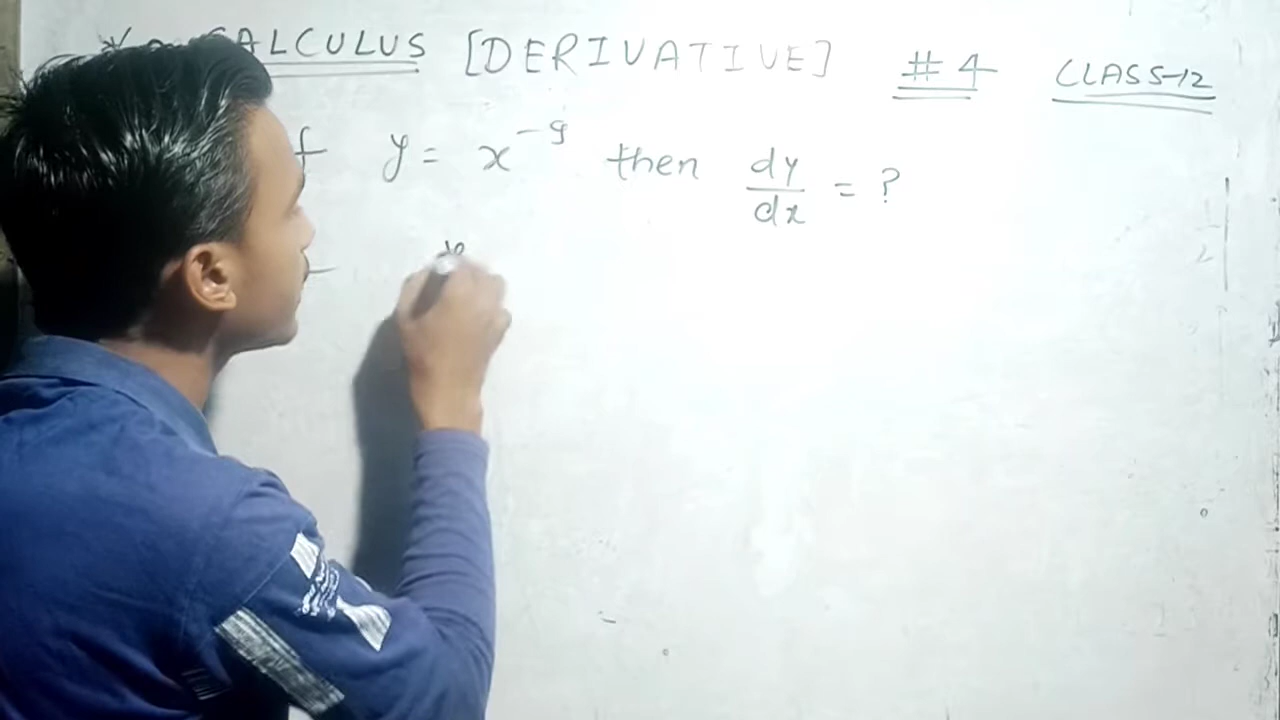 CALCULUS [DERIVATIVE] # 4 CLASS-12
y = x⁻⁹ then dy/dx = ?